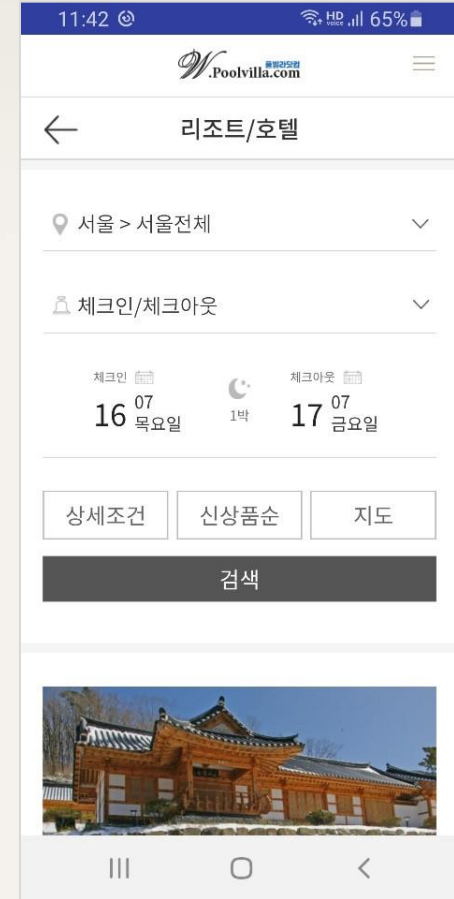 11:42 HD voice 65%
풀빌라닷컴
W.Poolvilla.com
리조트/호텔
서울 > 서울전체
체크인/체크아웃
체크인 체크아웃
16 07 목요일 1박 17 07 금요일
상세조건 신상품순 지도
검색